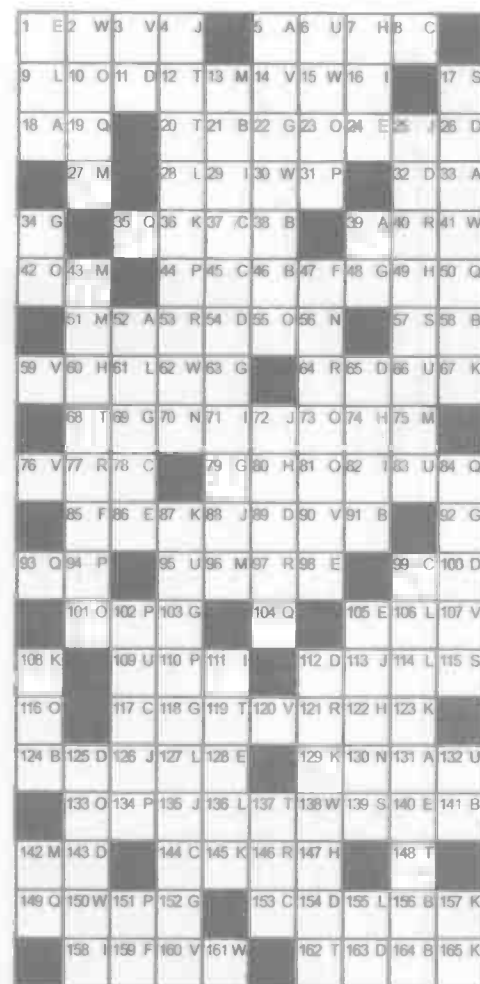 1 E 2 W 3 V 4 J 5 A 6 U 7 H 8 C
9 L 10 O 11 D 12 T 13 M 14 V 15 W 16 I 17 S
18 A 19 Q 20 T 21 B 22 G 23 O 24 E 25 J 26 D
27 M 28 L 29 I 30 W 31 P 32 D 33 A
34 G 35 Q 36 K 37 C 38 B 39 A 40 R 41 W
42 O 43 M 44 P 45 C 46 B 47 F 48 G 49 H 50 Q
51 M 52 A 53 R 54 D 55 O 56 N 57 S 58 B
59 V 60 H 61 L 62 W 63 G 64 R 65 D 66 U 67 K
68 T 69 G 70 N 71 I 72 J 73 O 74 H 75 M
76 V 77 R 78 C 79 G 80 H 81 O 82 I 83 U 84 Q
85 F 86 E 87 K 88 J 89 D 90 V 91 B 92 G
93 Q 94 P 95 U 96 M 97 R 98 E 99 C 100 D
101 O 102 P 103 G 104 Q 105 E 106 L 107 V
108 K 109 U 110 P 111 I 112 D 113 J 114 L 115 S
116 O 117 C 118 G 119 T 120 V 121 R 122 H 123 K
124 B 125 D 126 J 127 L 128 E 129 K 130 N 131 A 132 U
133 O 134 P 135 J 136 L 137 T 138 W 139 S 140 E 141 B
142 M 143 D 144 C 145 K 146 R 147 H 148 T
149 Q 150 W 151 P 152 G 153 C 154 D 155 L 156 B 157 K
158 I 159 F 160 V 161 W 162 T 163 D 164 B 165 K